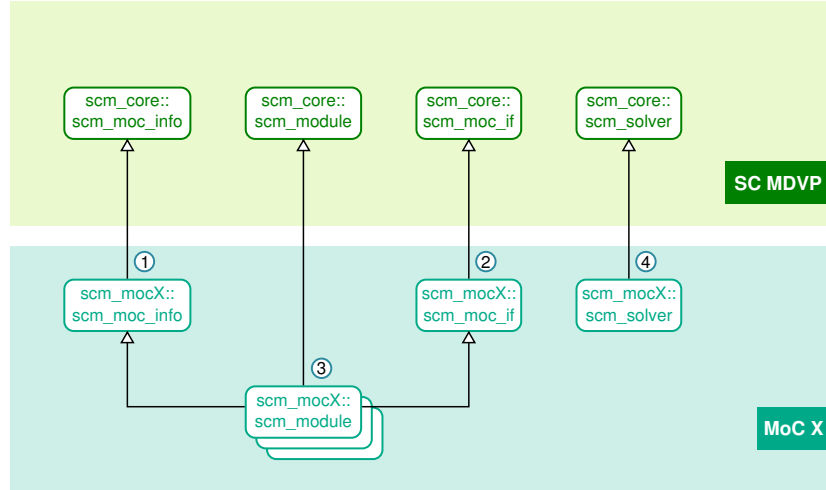 scm_core::
scm_moc_info
scm_core::
scm_module
scm_core::
scm_moc_if
scm_core::
scm_solver
SC MDVP
1
2
4
scm_mocX::
scm_moc_info
scm_mocX::
scm_moc_if
scm_mocX::
scm_solver
3
scm_mocX::
scm_module
MoC X